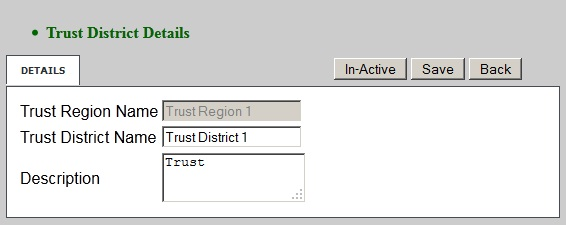 Trust District Details
DETAILS
In-Active Save Back
Trust Region Name Trust Region 1
Trust District Name Trust District 1
Description Trust